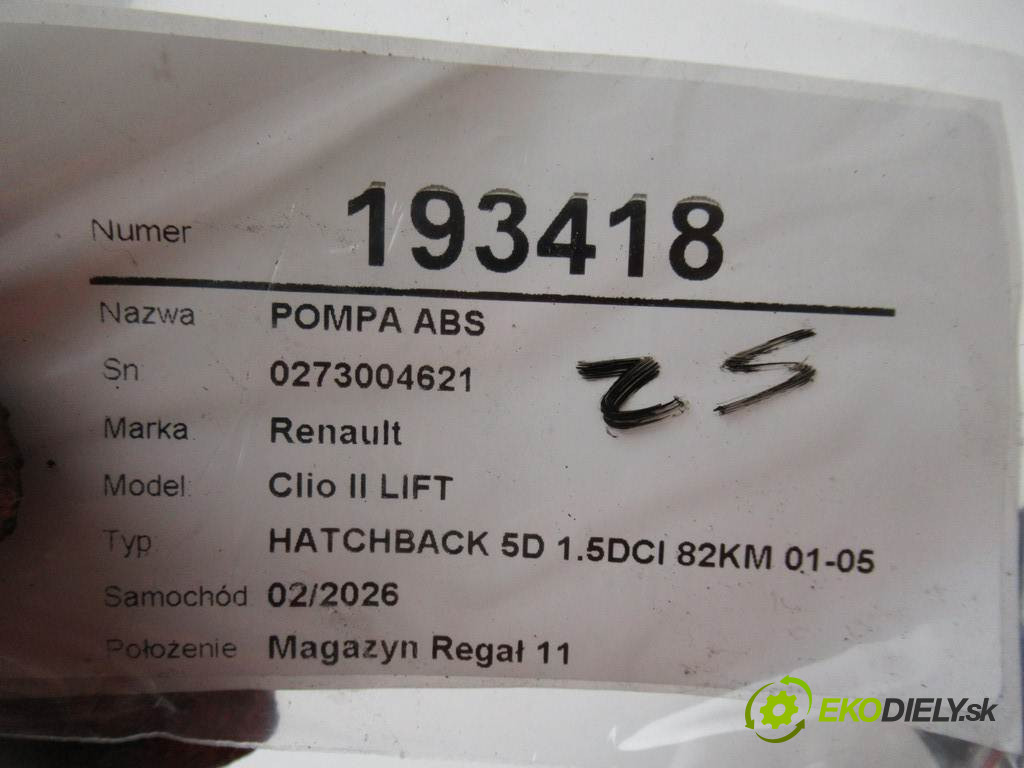 Numer 193418
Nazwa POMPA ABS
Sn 0273004621
Marka Renault
Model: Clio II LIFT
Typ HATCHBACK 5D 1.5DCI 82KM 01-05
Samochód 02/2026
Położenie Magazyn Regał 11
EKODIELY.sk